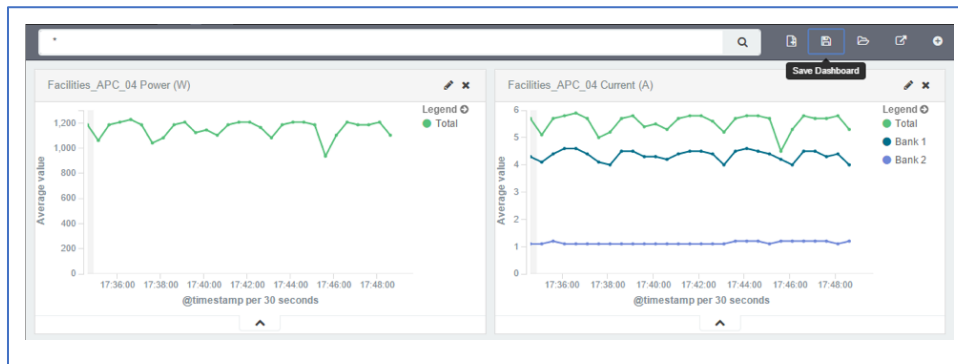 *
Save Dashboard
Facilities_APC_04 Power (W)
Legend
Total
1,200
1,000
800
600
400
200
0
Average value
17:36:00 17:38:00 17:40:00 17:42:00 17:44:00 17:46:00 17:48:00
@timestamp per 30 seconds
Facilities_APC_04 Current (A)
Legend
Total
Bank 1
Bank 2
6
5
4
3
2
1
0
Average value
17:36:00 17:38:00 17:40:00 17:42:00 17:44:00 17:46:00 17:48:00
@timestamp per 30 seconds